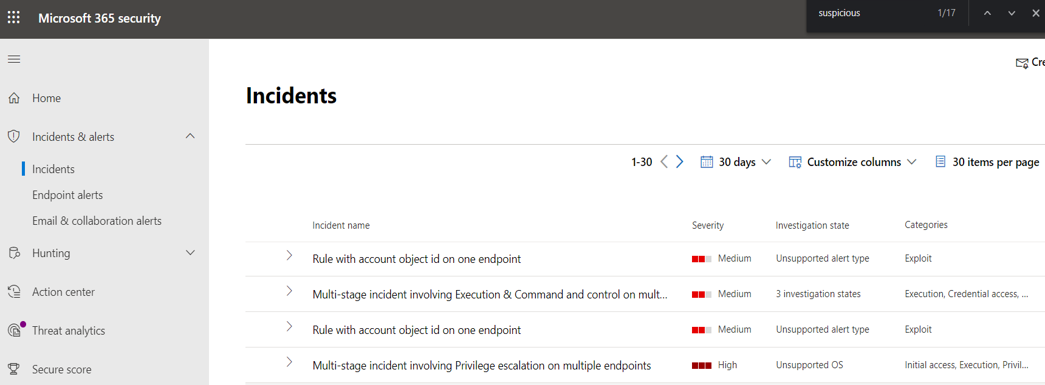 Microsoft 365 security
suspicious 1/17
Cre
Home
Incidents
Incidents & alerts
Incidents
Endpoint alerts
Email & collaboration alerts
Hunting
Action center
Threat analytics
Secure score
1-30 30 days Customize columns 30 items per page
Incident name Severity Investigation state Categories
Rule with account object id on one endpoint Medium Unsupported alert type Exploit
Multi-stage incident involving Execution & Command and control on mult... Medium 3 investigation states Execution, Credential access, ...
Rule with account object id on one endpoint Medium Unsupported alert type Exploit
Multi-stage incident involving Privilege escalation on multiple endpoints High Unsupported OS Initial access, Execution, Privil...